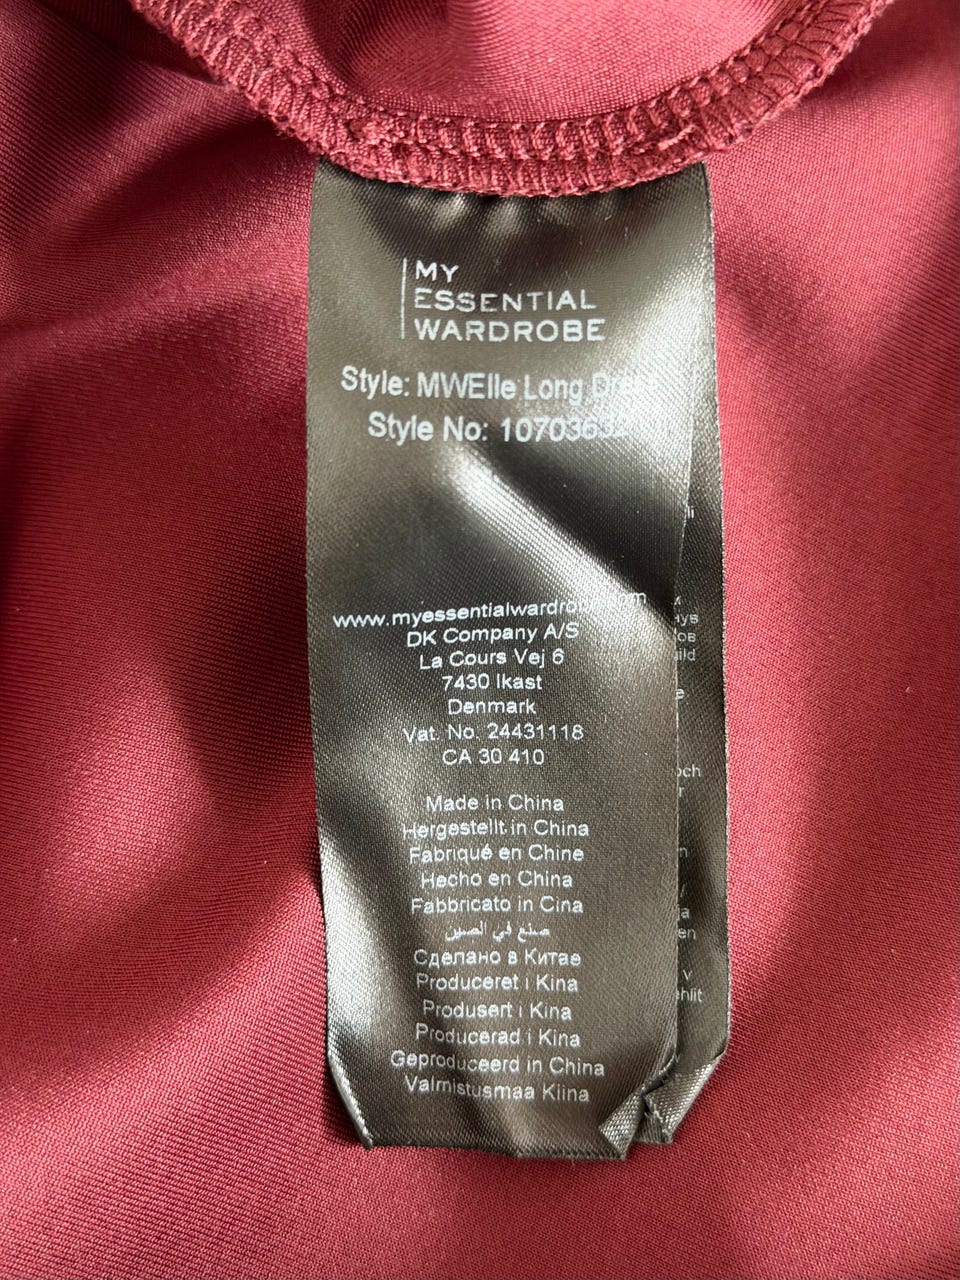 MY
ESSENTIAL
WARDROBE
Style: MWElle Long Dress
Style No:
www.myessentialwardrobe.com
DK Company A/S
La Cours Vej 6
7430 Ikast
Denmark
Vat. No. 24431118
CA 30 410
Made in China
Hergestellt in China
Fabriqué en Chine
Hecho en China
Fabbricato in Cina
صنع في الصين
Сделано в Китае
Produceret i Kina
Produsert i Kina
Producerad i Kina
Geproduceerd in China
Valmistusmaa Kiina